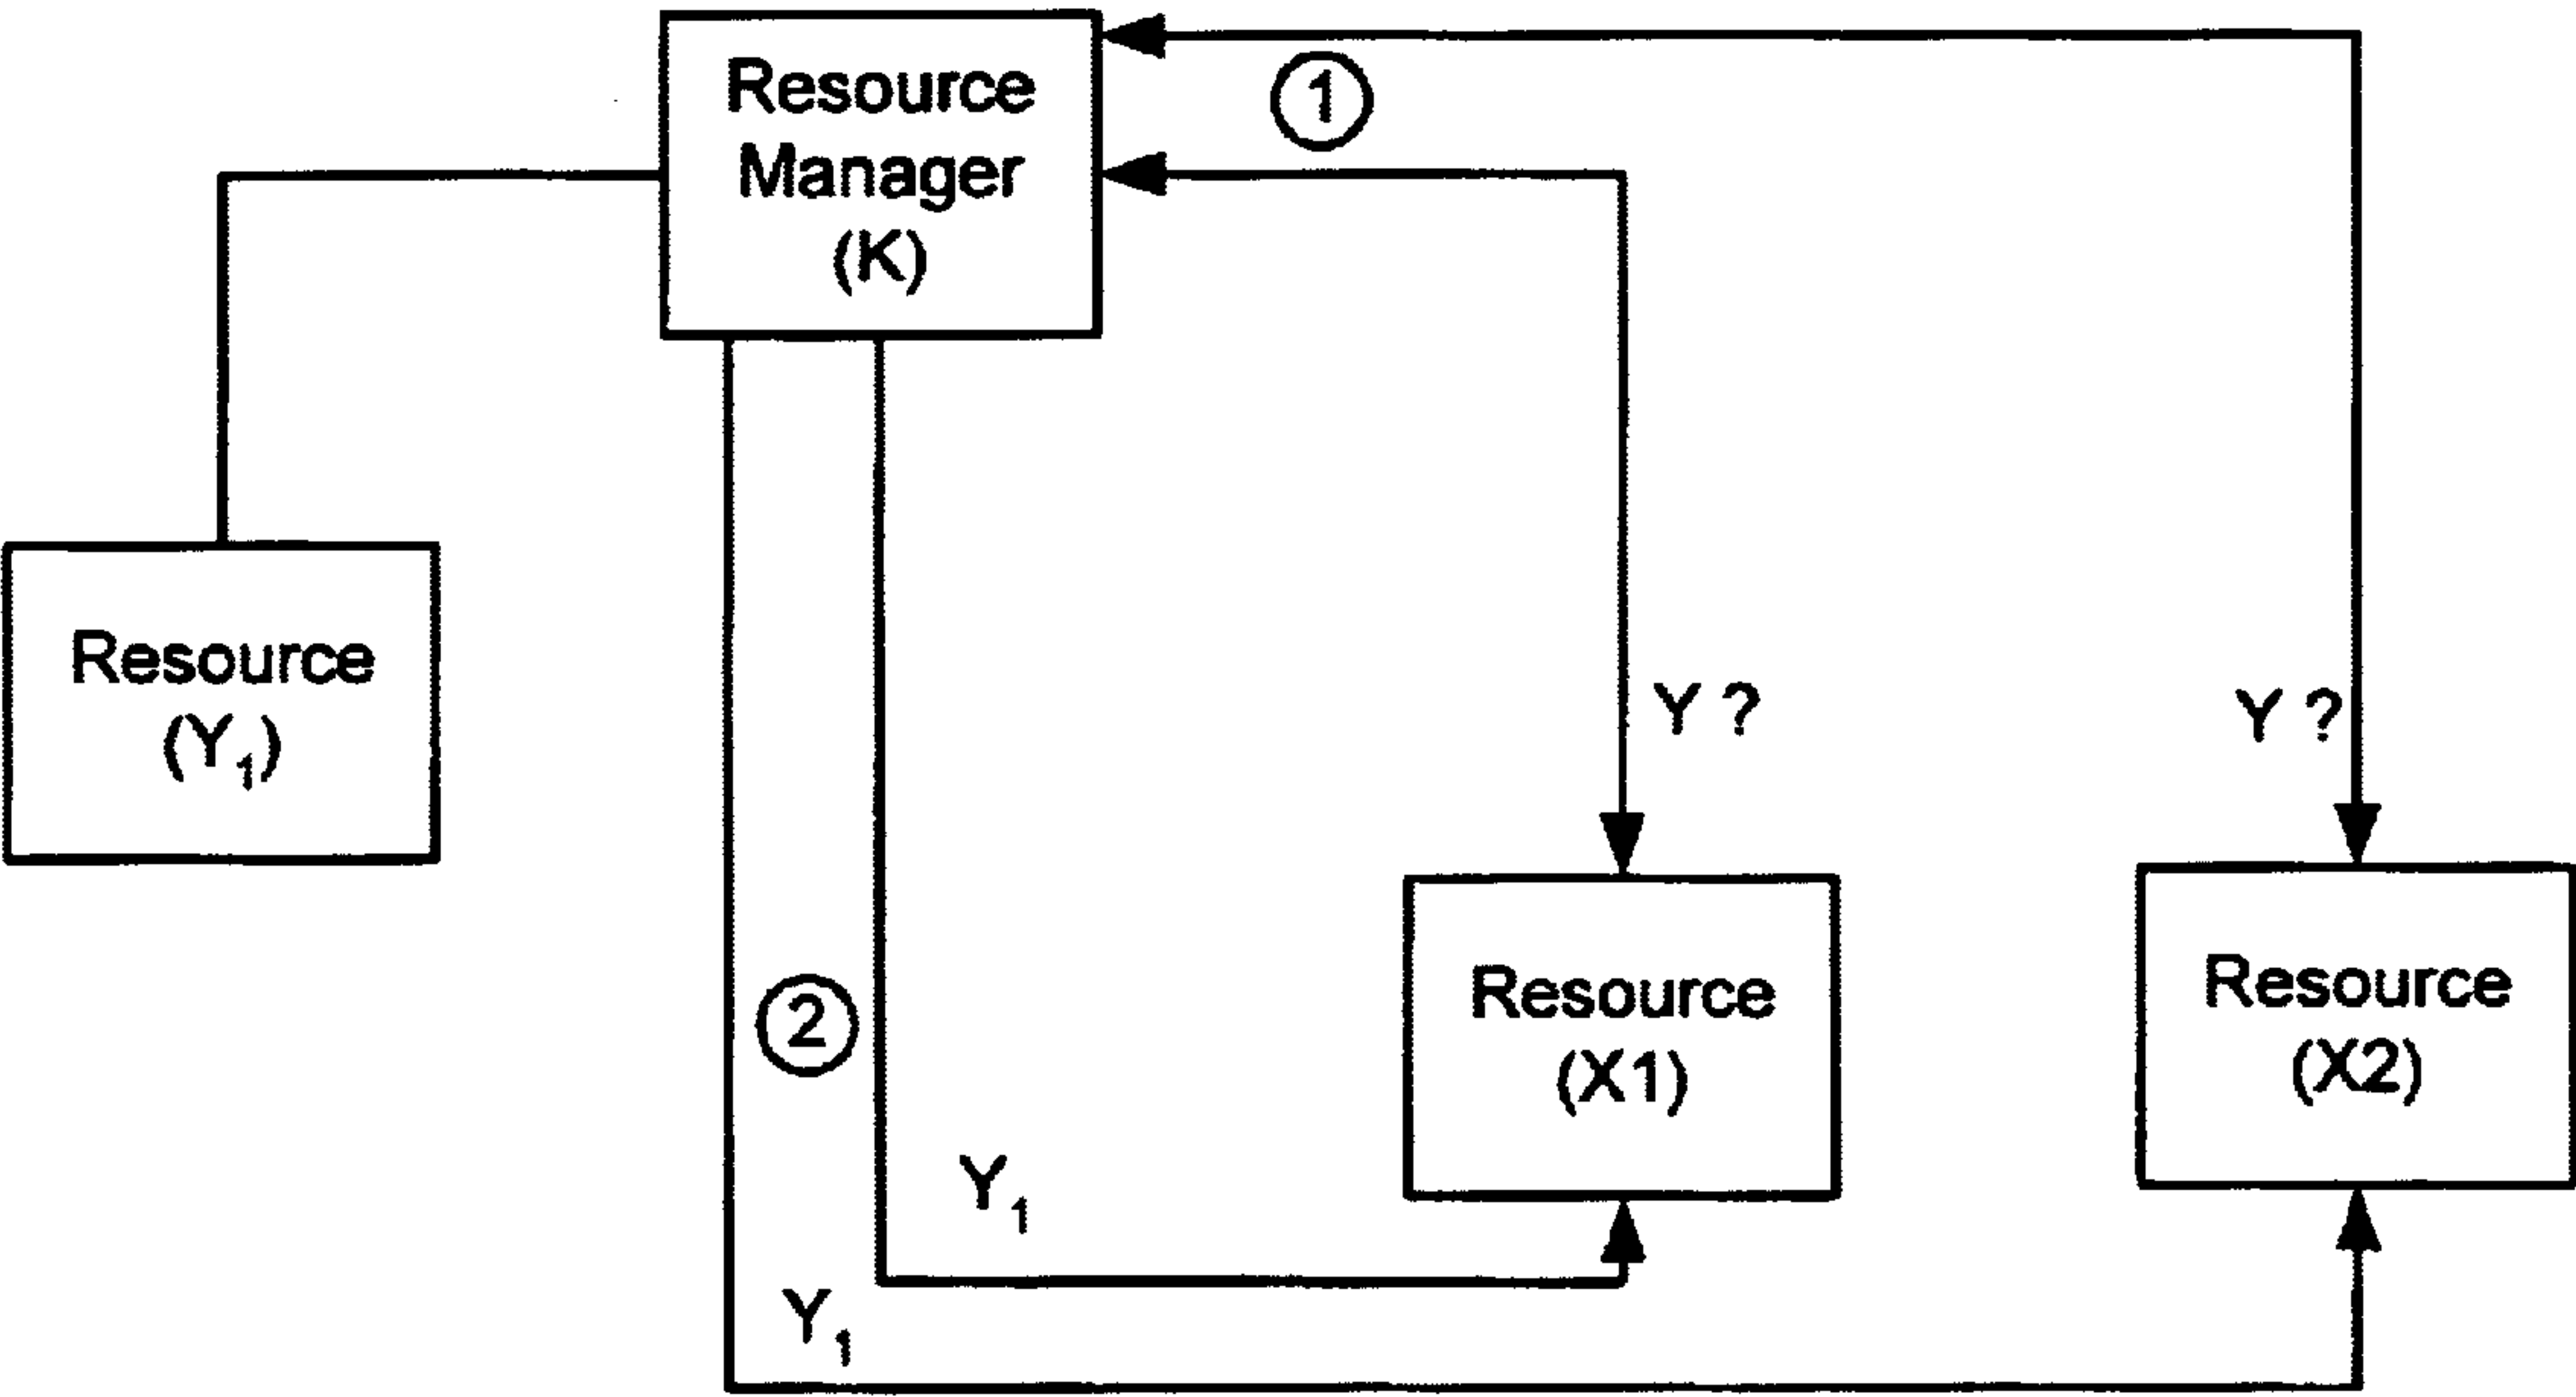 Resource
Manager
(K)
1
Resource
(Y₁)
Y ?
Y ?
Resource
(X1)
Resource
(X2)
2
Y₁
Y₁